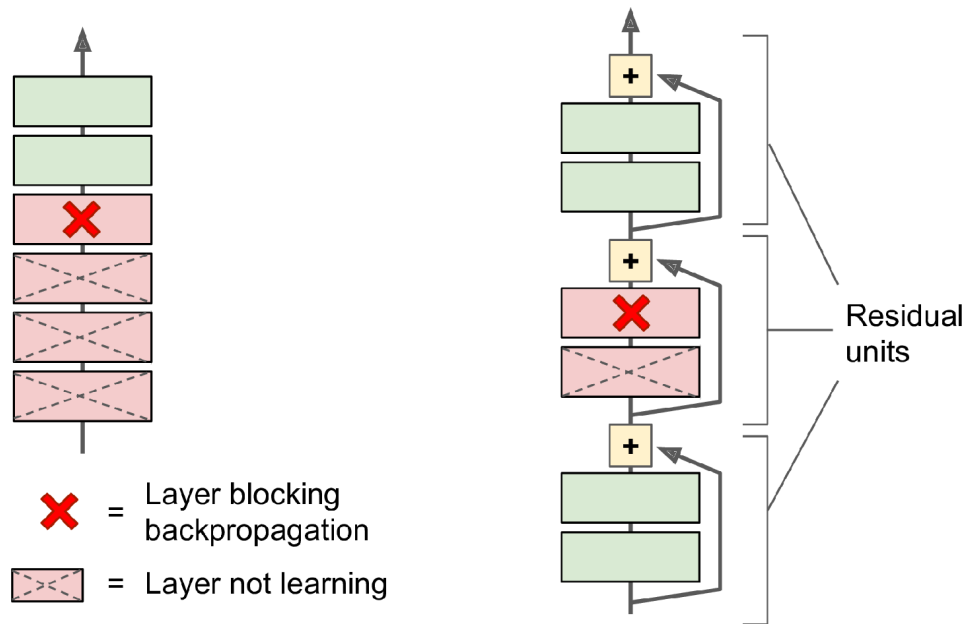 +
+
Residual
units
+
= Layer blocking
backpropagation
= Layer not learning